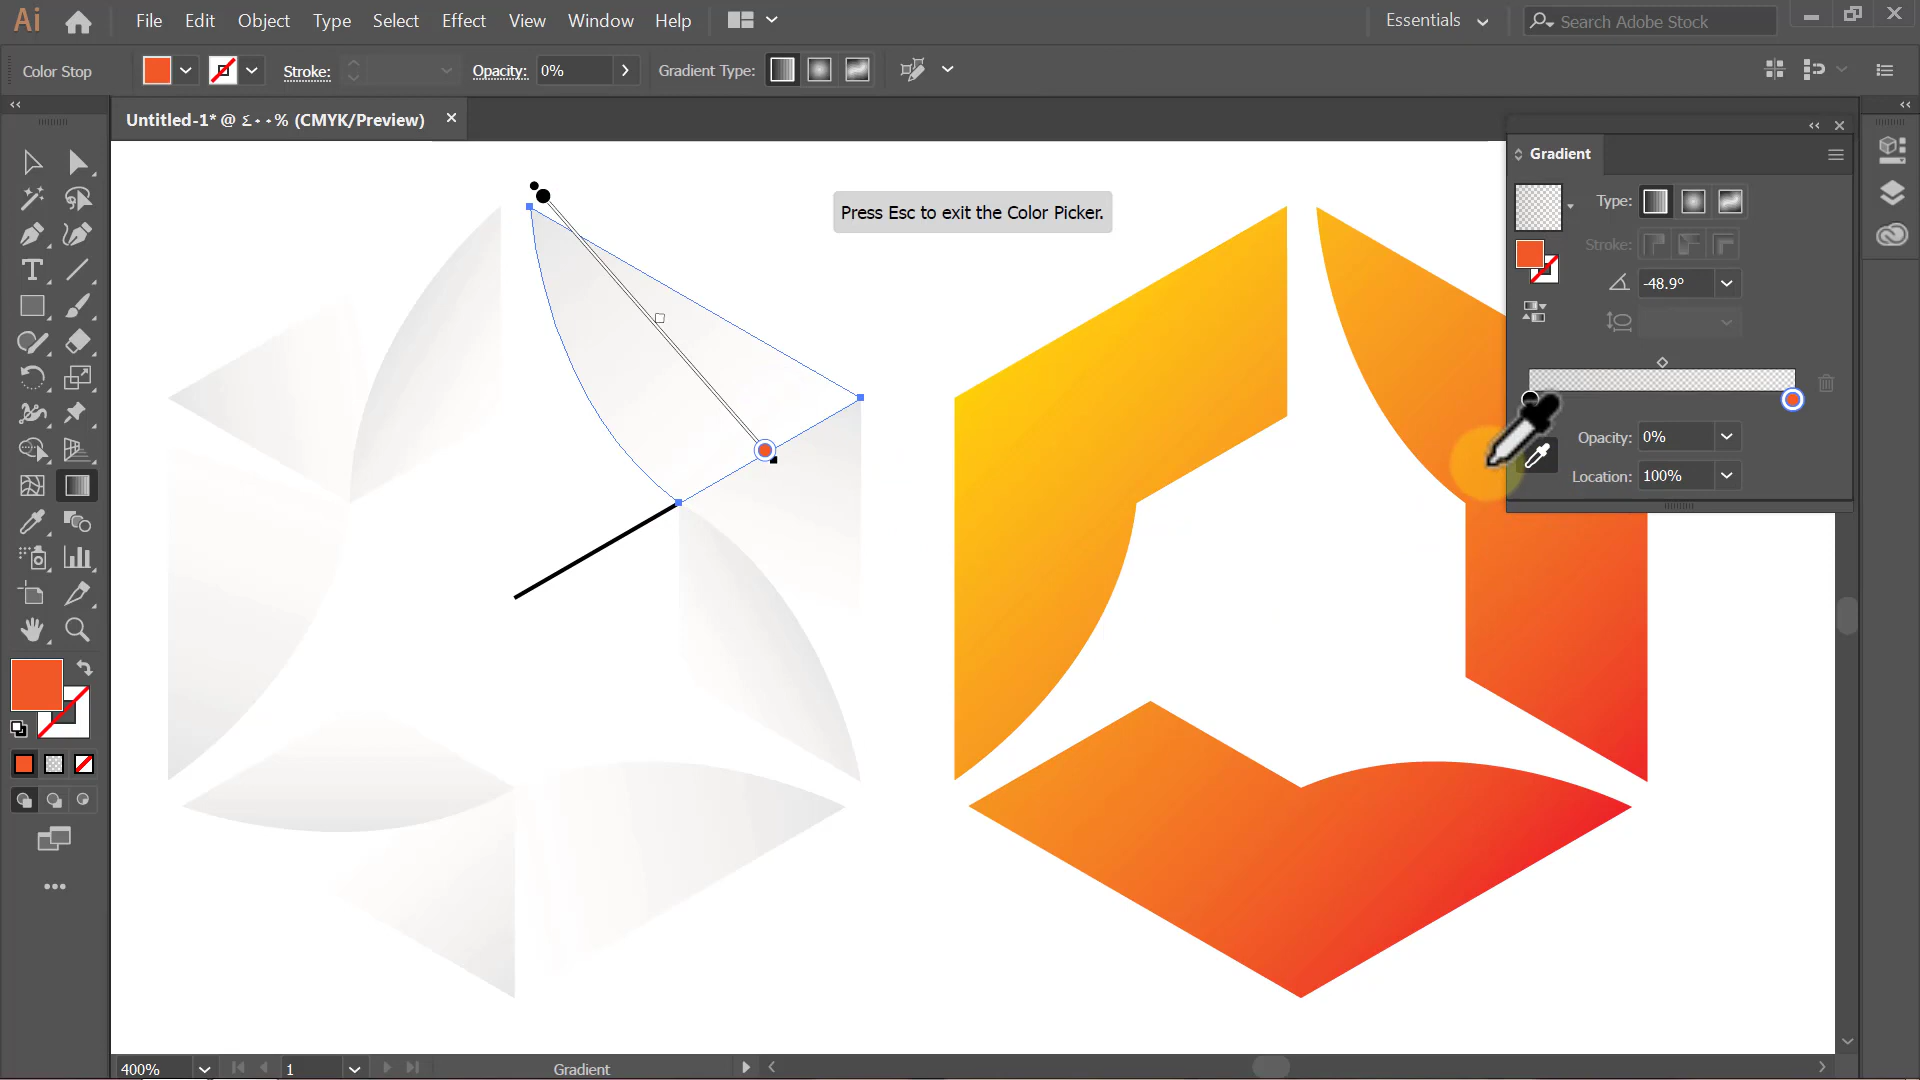 Ai File Edit Object Type Select Effect View Window Help Essentials Search Adobe Stock
Color Stop Stroke: Opacity: 0% Gradient Type:
Untitled-1* @ ٤٠٠% (CMYK/Preview)
Press Esc to exit the Color Picker.
Gradient
Type:
Stroke:
-48.9°
Opacity: 0%
Location: 100%
400% 1 Gradient